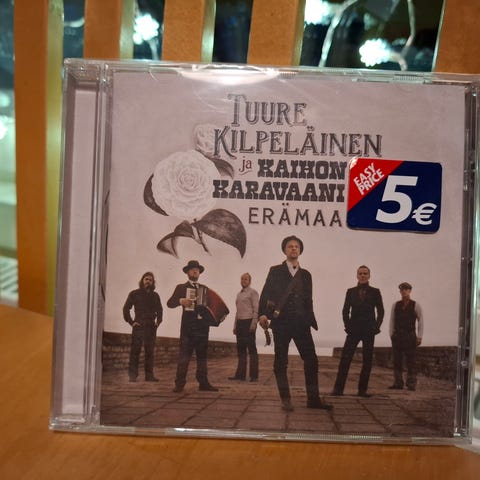 TUURE
KILPELÄINEN
ja KAIHON
KARAVAANI
ERÄMAA
EASY
PRICE
5€